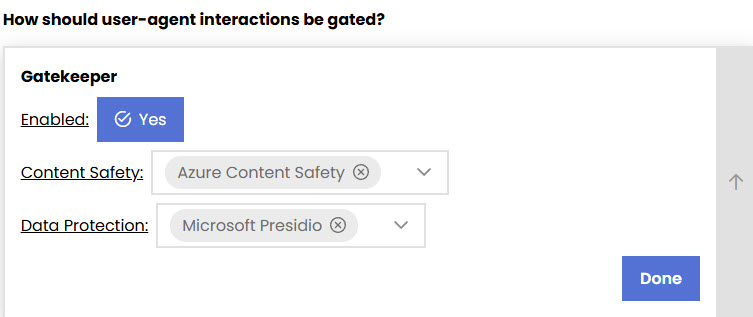 How should user-agent interactions be gated?
Gatekeeper
Enabled: Yes
Content Safety: Azure Content Safety
Data Protection: Microsoft Presidio
Done